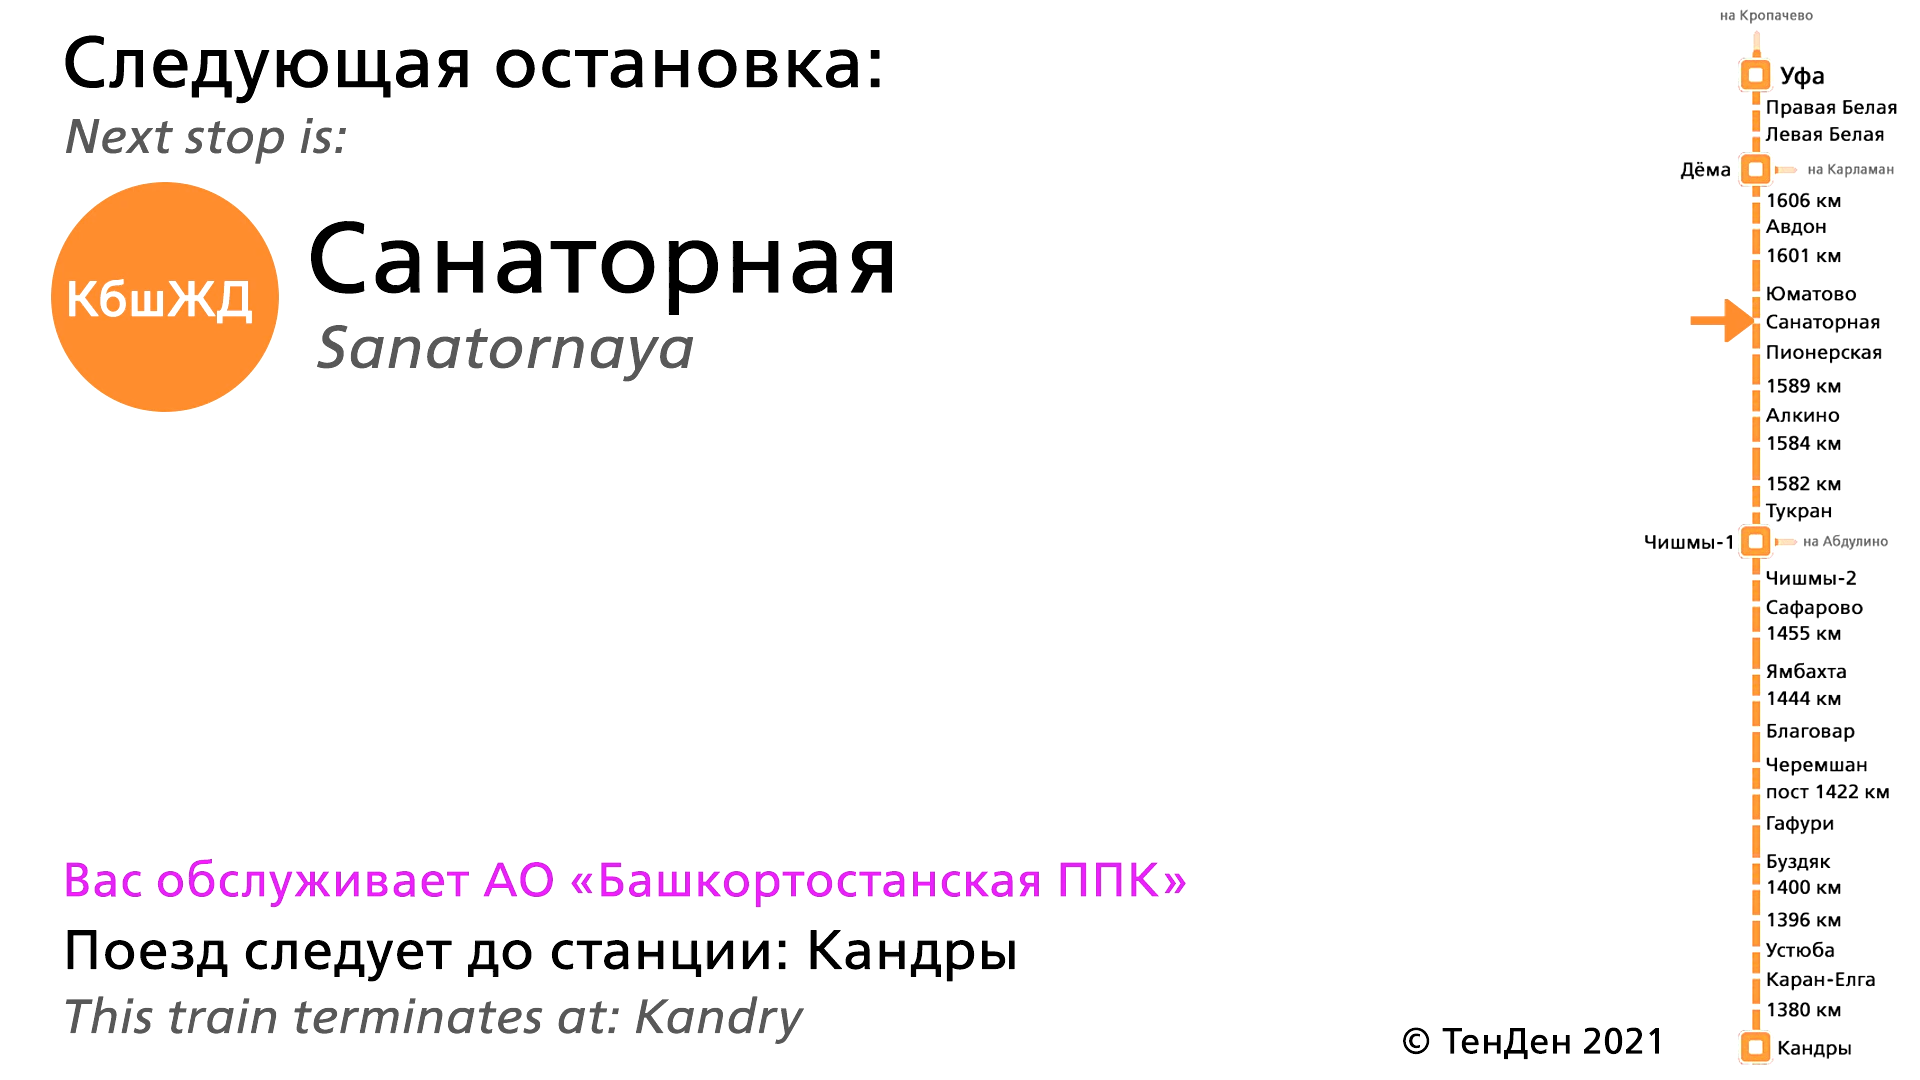 Следующая остановка:
Next stop is:
КбшЖД
Санаторная
Sanatornaya
Вас обслуживает АО «Башкортостанская ППК»
Поезд следует до станции: Кандры
This train terminates at: Kandry
© ТенДен 2021
на Кропачево
Уфа
Правая Белая
Левая Белая
Дёма
на Карламан
1606 км
Авдон
1601 км
Юматово
Санаторная
Пионерская
1589 км
Алкино
1584 км
1582 км
Тукран
Чишмы-1
на Абдулино
Чишмы-2
Сафарово
1455 км
Ямбахта
1444 км
Благовар
Черемшан
пост 1422 км
Гафури
Буздяк
1400 км
1396 км
Устюба
Каран-Елга
1380 км
Кандры